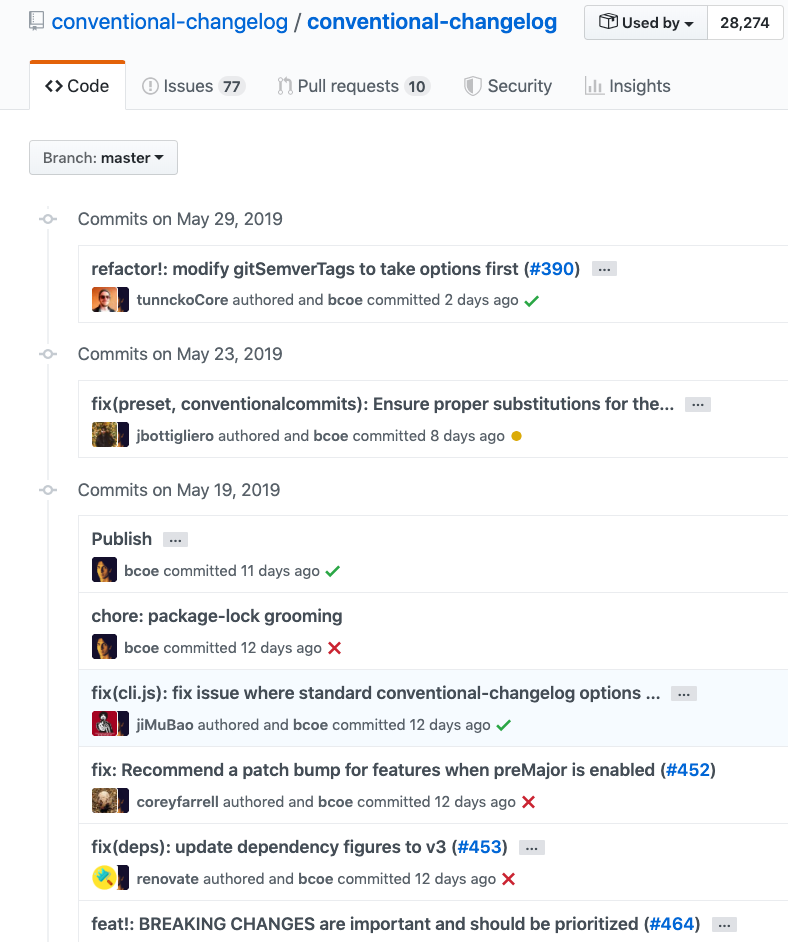 conventional-changelog / conventional-changelog
Used by 28,274
<> Code Issues 77 Pull requests 10 Security Insights
Branch: master
Commits on May 29, 2019
refactor!: modify gitSemverTags to take options first (#390) ...
tunnckoCore authored and bcoe committed 2 days ago
Commits on May 23, 2019
fix(preset, conventionalcommits): Ensure proper substitutions for the... ...
jbottigliero authored and bcoe committed 8 days ago
Commits on May 19, 2019
Publish ...
bcoe committed 11 days ago
chore: package-lock grooming
bcoe committed 12 days ago
fix(cli.js): fix issue where standard conventional-changelog options ... ...
jiMuBao authored and bcoe committed 12 days ago
fix: Recommend a patch bump for features when preMajor is enabled (#452)
coreyfarrell authored and bcoe committed 12 days ago
fix(deps): update dependency figures to v3 (#453) ...
renovate authored and bcoe committed 12 days ago
feat!: BREAKING CHANGES are important and should be prioritized (#464) ...